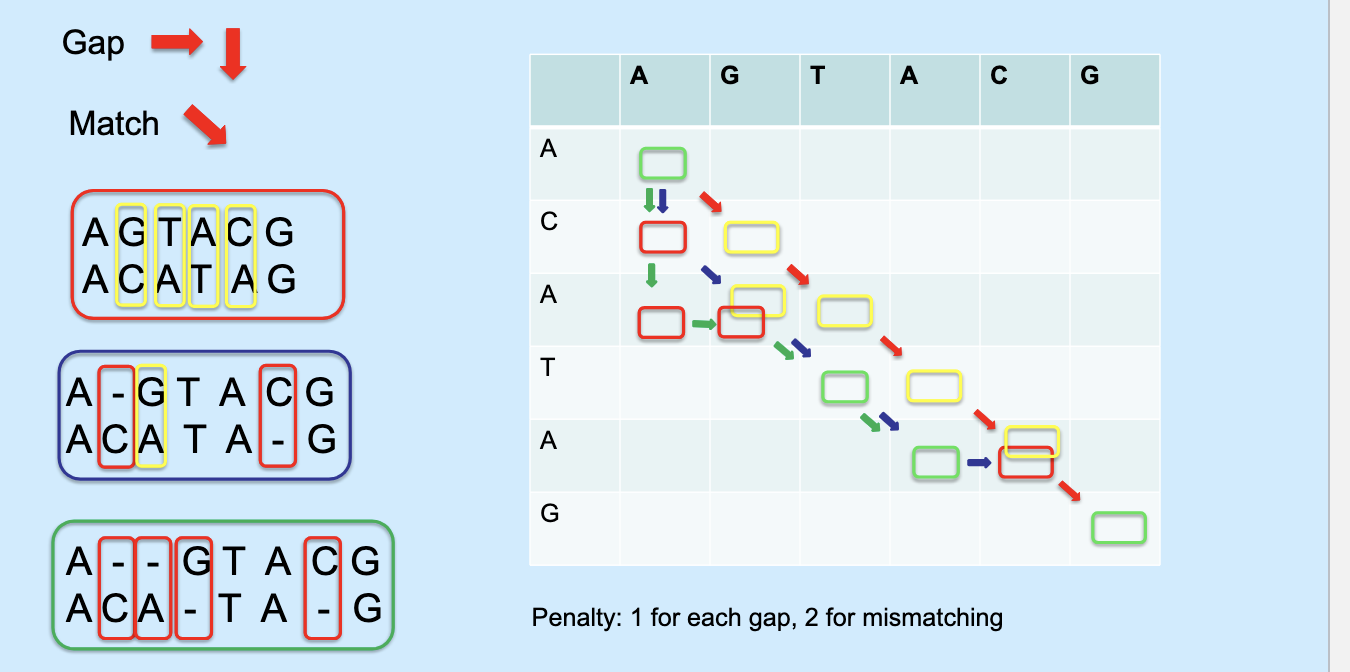 Gap
Match
A G T A C G
A C A T A G
A - G T A C G
A C A T A - G
A - - G T A C G
A C A - T A - G
A G T A C G
A
C
A
T
A
G
Penalty: 1 for each gap, 2 for mismatching